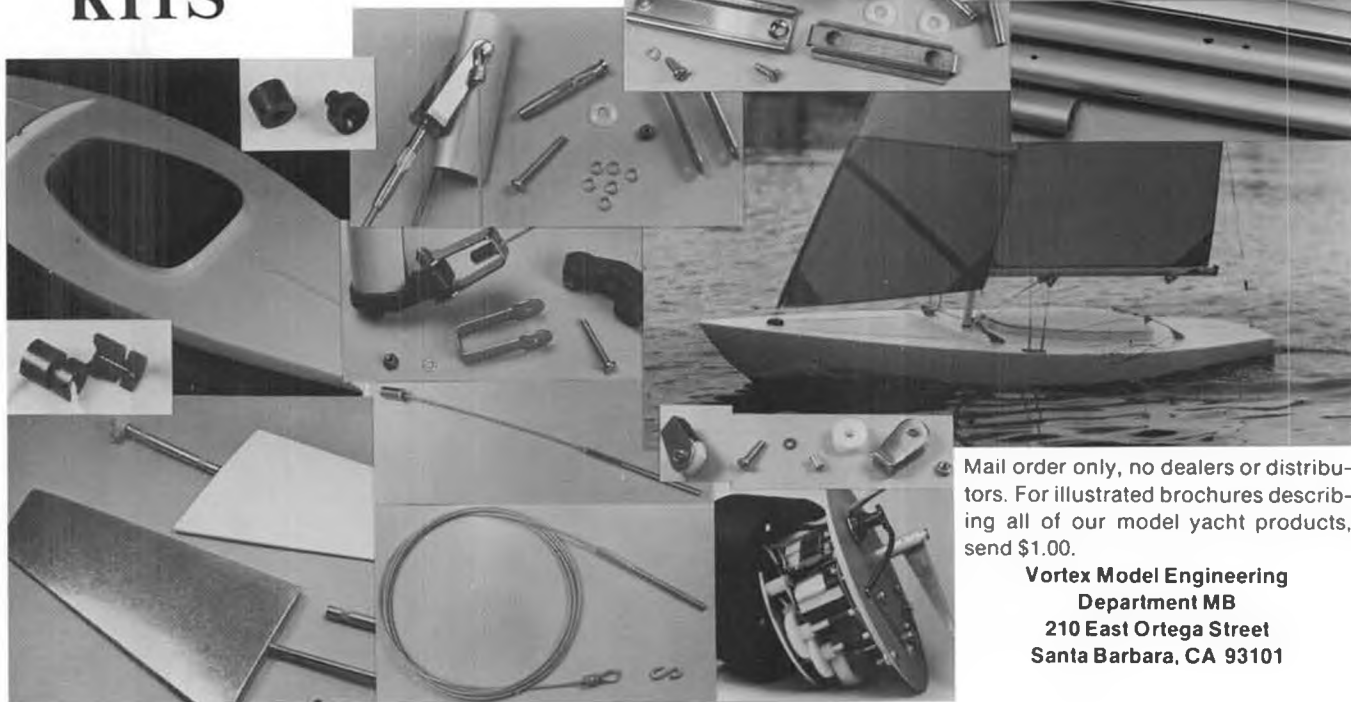 KITS
Mail order only, no dealers or distribu-
tors. For illustrated brochures describ-
ing all of our model yacht products,
send $1.00.
Vortex Model Engineering
Department MB
210 East Ortega Street
Santa Barbara, CA 93101